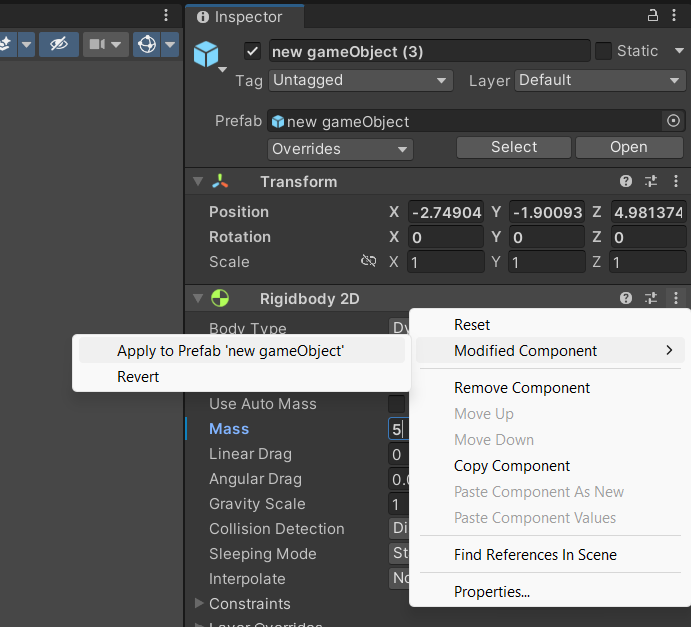 Inspector
new gameObject (3)
Static
Tag Untagged Layer Default
Prefab new gameObject
Overrides Select Open
Transform
Position X -2.74904 Y -1.90093 Z 4.981374
Rotation X 0 Y 0 Z 0
Scale X 1 Y 1 Z 1
Rigidbody 2D
Body Type
Reset
Apply to Prefab 'new gameObject'
Modified Component
Revert
Remove Component
Use Auto Mass
Move Up
Mass 5
Move Down
Linear Drag 0
Copy Component
Angular Drag 0.0
Paste Component As New
Gravity Scale 1
Paste Component Values
Collision Detection Di
Sleeping Mode St
Find References In Scene
Interpolate No
Properties...
Constraints
Layer Overrides